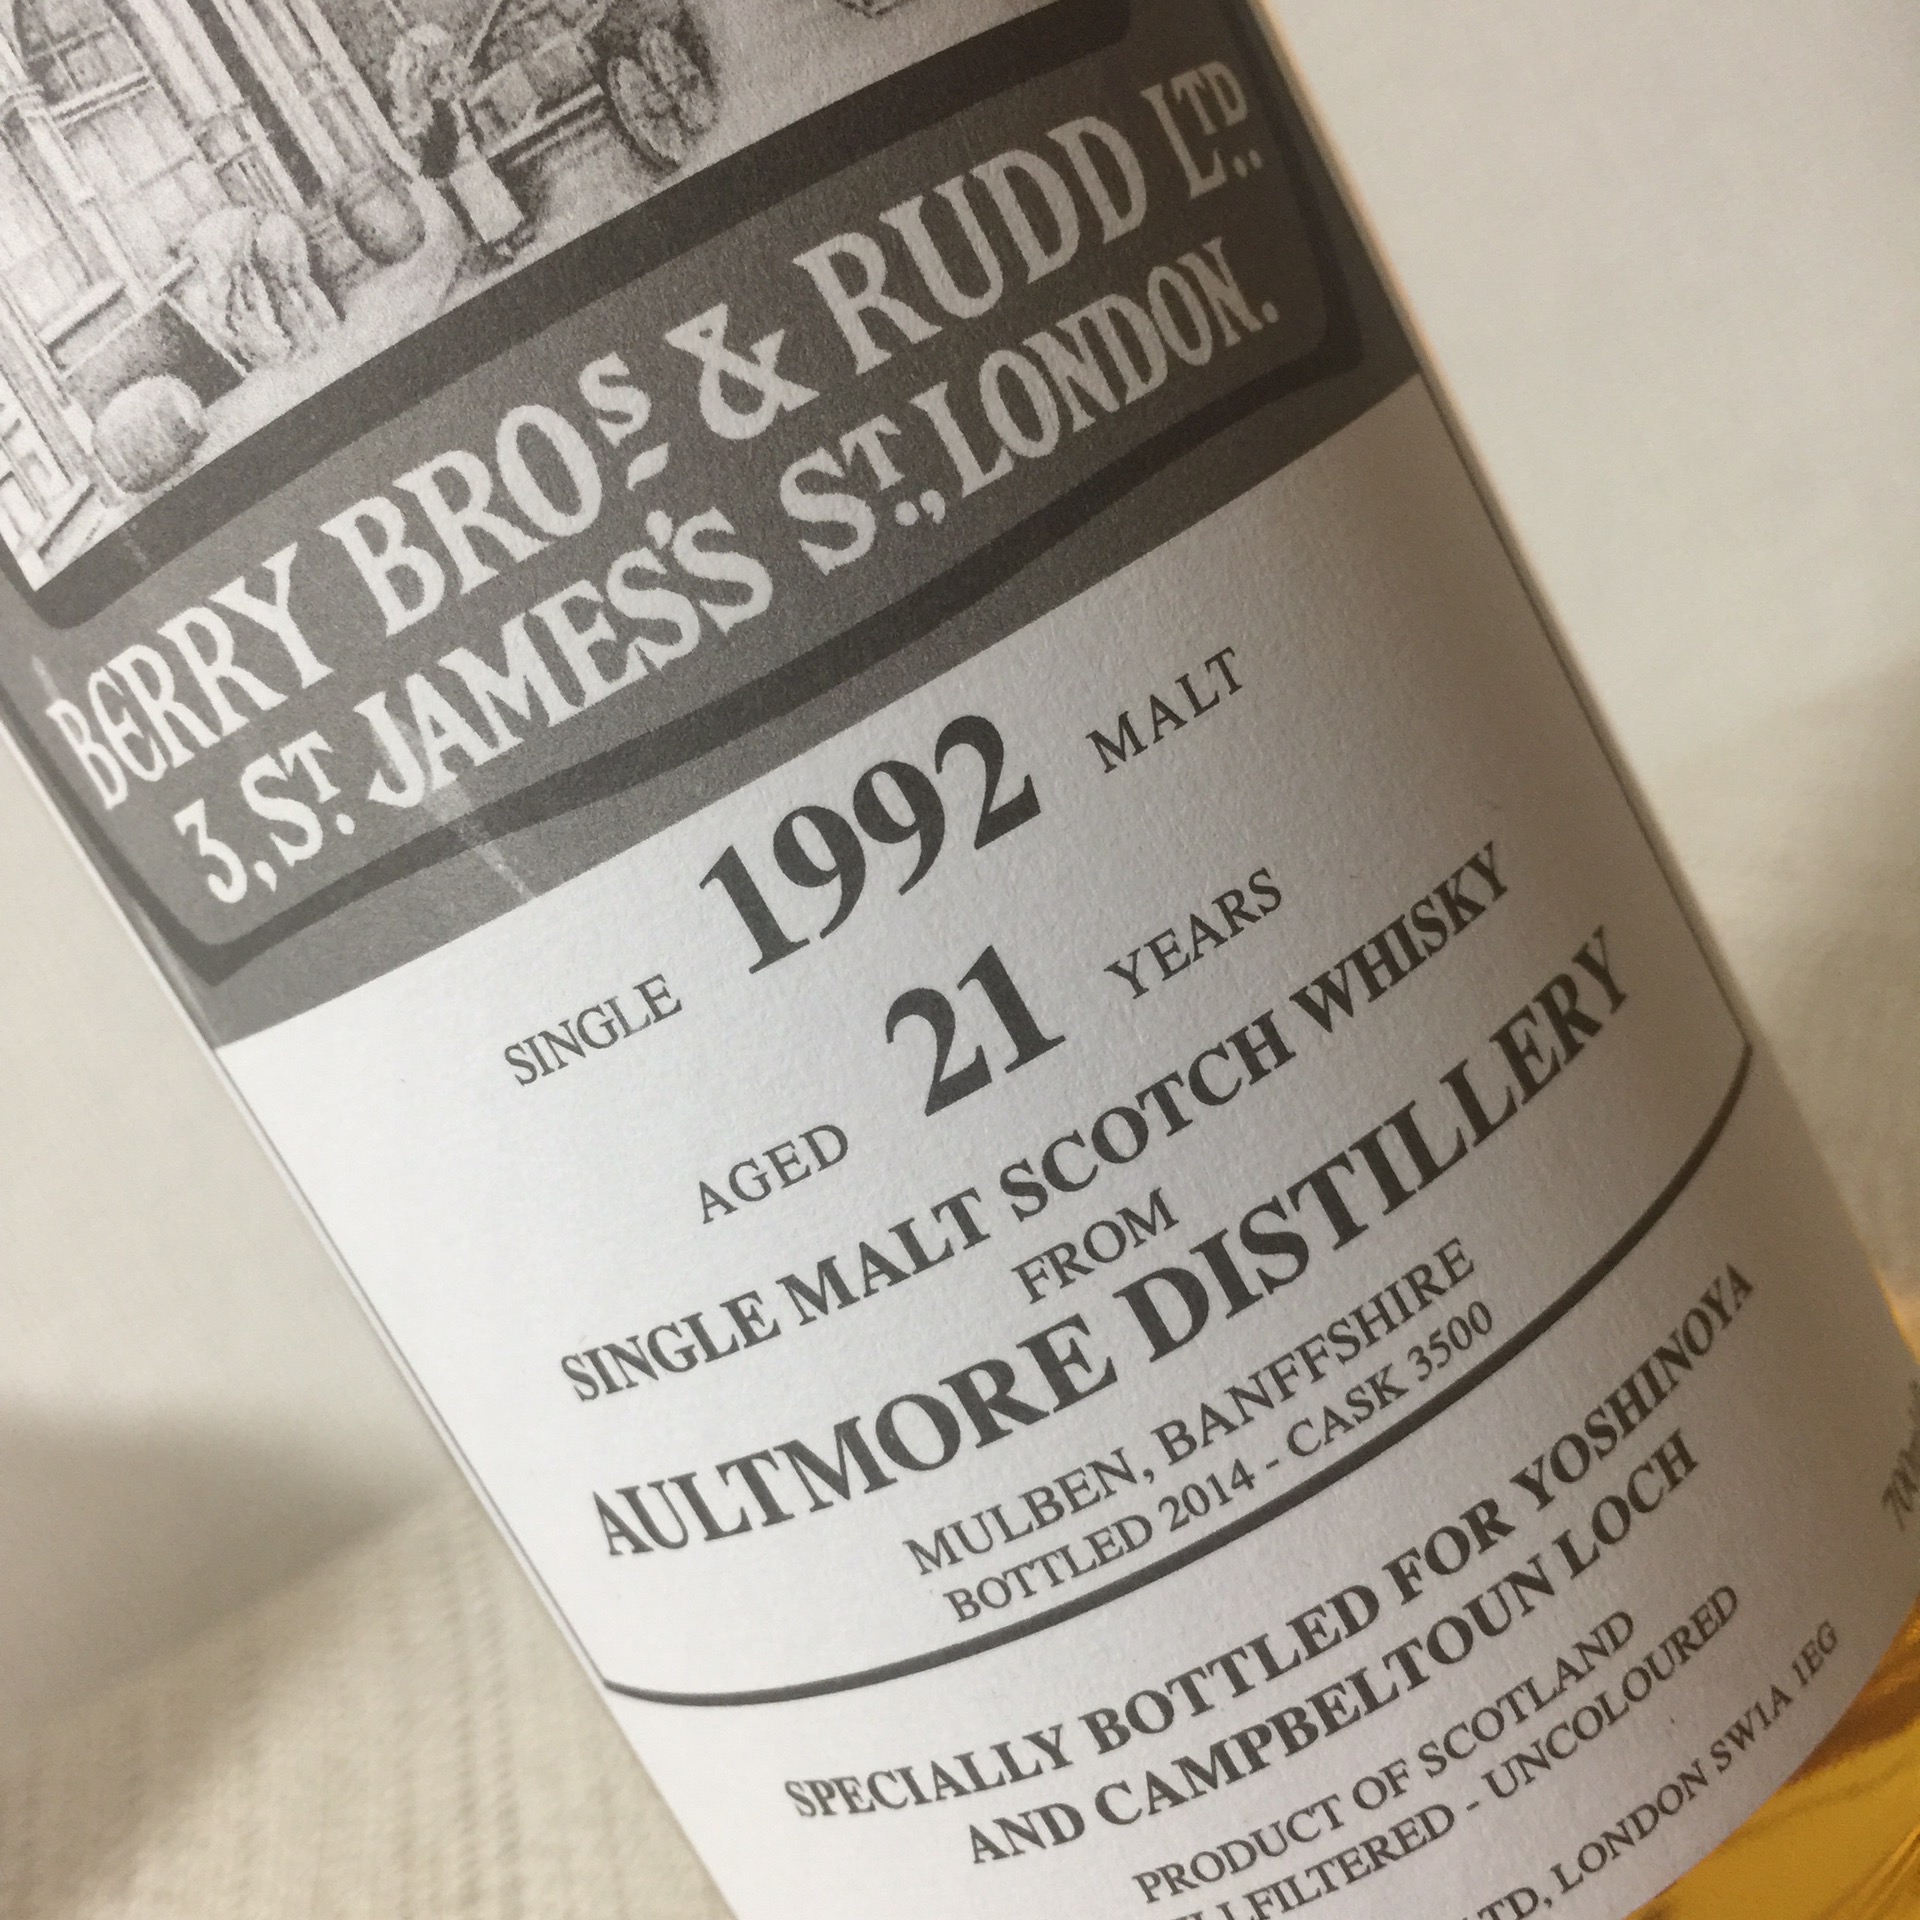 BERRY BROS & RUDD LTD.
3, ST. JAMES'S ST., LONDON.
SINGLE 1992 MALT
AGED 21 YEARS
SINGLE MALT SCOTCH WHISKY
FROM
AULTMORE DISTILLERY
MULBEN, BANFFSHIRE
BOTTLED 2014 - CASK 3500
SPECIALLY BOTTLED FOR YOSHINOYA
AND CAMPBELTOUN LOCH
PRODUCT OF SCOTLAND
- UNCOLOURED
LONDON SW1A 1EG